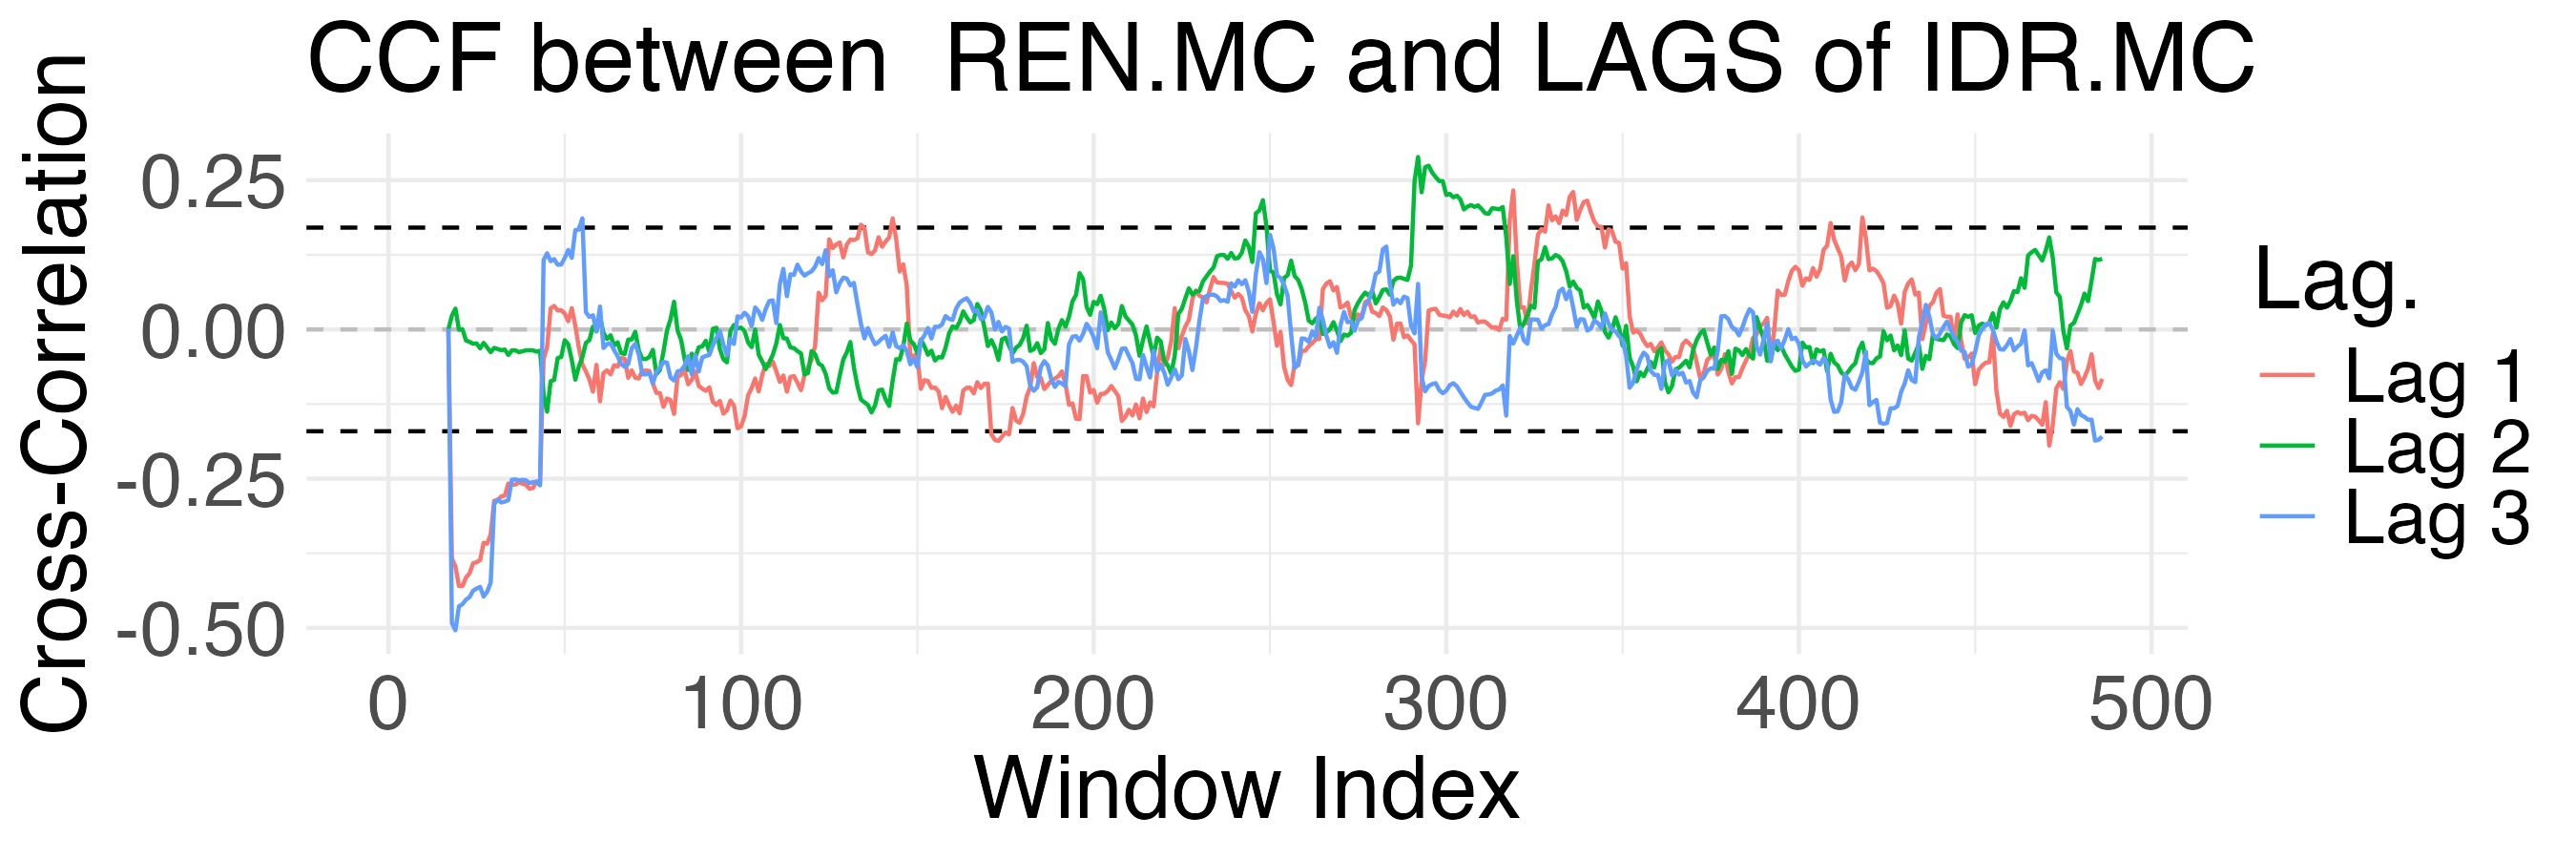 CCF between  REN.MC and LAGS of IDR.MC
Cross-Correlation
0.25
0.00
-0.25
-0.50
0 100 200 300 400 500
Window Index
Lag.
Lag 1
Lag 2
Lag 3